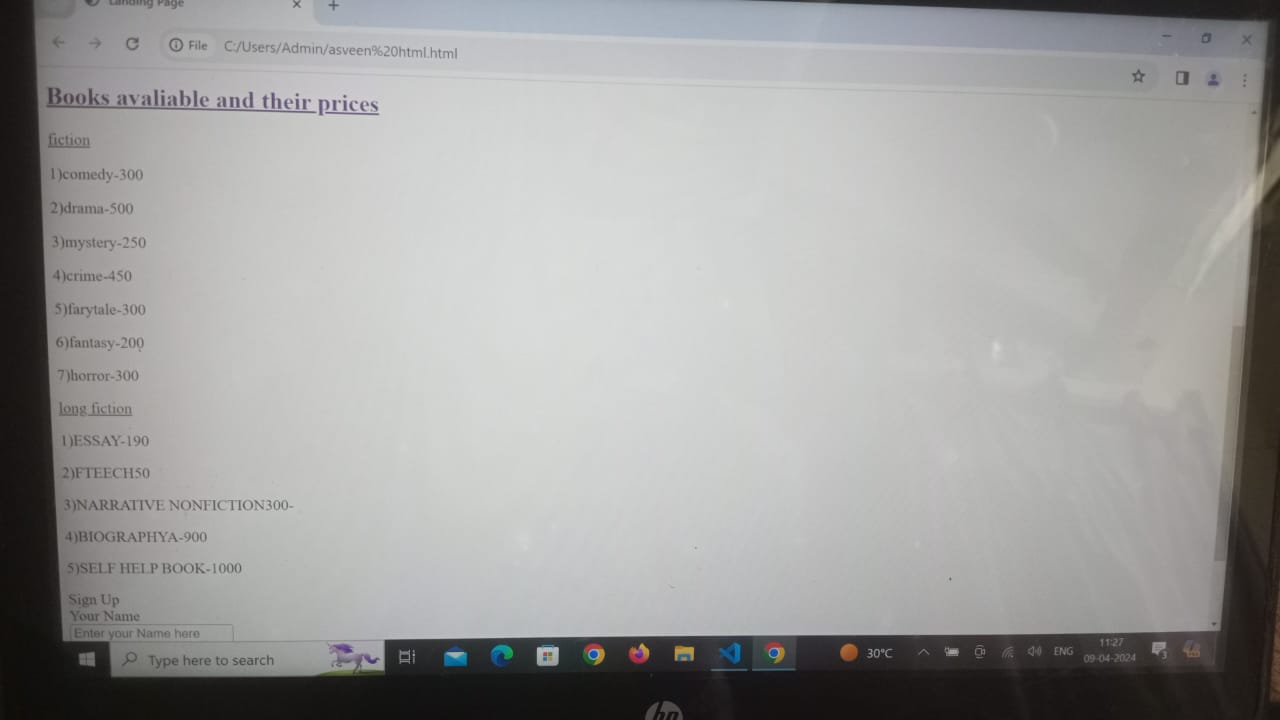 Landing Page
File C:/Users/Admin/asveen%20html.html
Books avaliable and their prices
fiction
1)comedy-300
2)drama-500
3)mystery-250
4)crime-450
5)farytale-300
6)fantasy-200
7)horror-300
long fiction
1)ESSAY-190
2)FTEECH50
3)NARRATIVE NONFICTION300-
4)BIOGRAPHYA-900
5)SELF HELP BOOK-1000
Sign Up
Your Name
Enter your Name here
Type here to search 30°C ENG 11:27
09-04-2024 3
hp